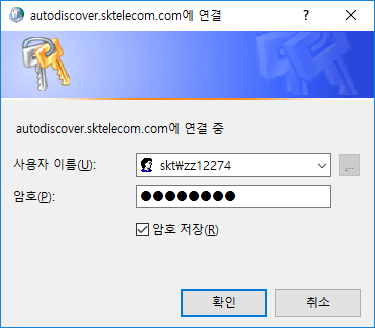 autodiscover.sktelecom.com에 연결
?
autodiscover.sktelecom.com에 연결 중
사용자 이름(U):
skt￦zz12274
...
암호(P):
●●●●●●●●
암호 저장(R)
확인
취소